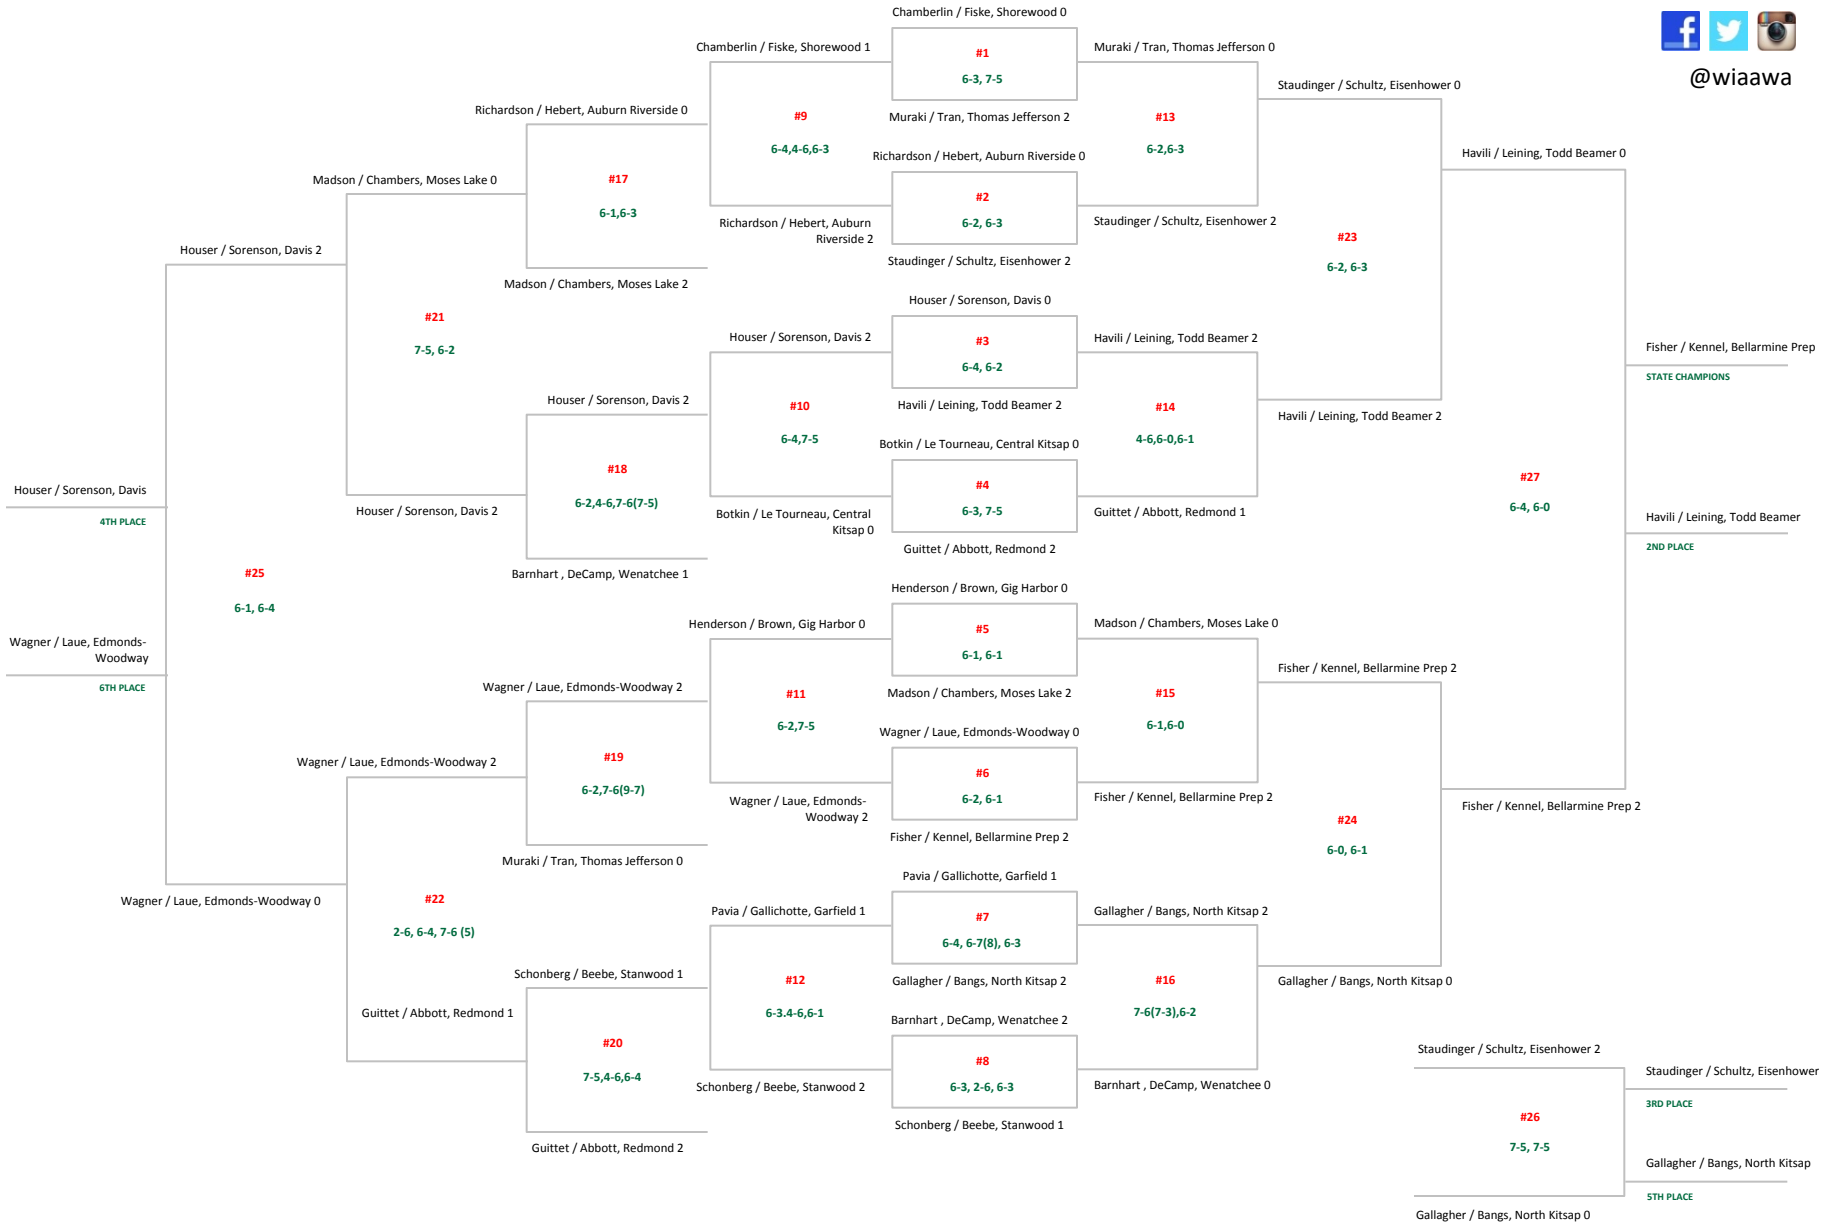 Chamberlin / Fiske, Shorewood 0
@wiaawa
Chamberlin / Fiske, Shorewood 1
#1
6-3, 7-5
Muraki / Tran, Thomas Jefferson 0
Staudinger / Schultz, Eisenhower 0
Richardson / Hebert, Auburn Riverside 0
#9
6-4,4-6,6-3
Muraki / Tran, Thomas Jefferson 2
#13
6-2,6-3
Richardson / Hebert, Auburn Riverside 0
Havili / Leining, Todd Beamer 0
Madson / Chambers, Moses Lake 0
#17
6-1,6-3
#2
6-2, 6-3
Richardson / Hebert, Auburn
Riverside 2
Staudinger / Schultz, Eisenhower 2
#23
6-2, 6-3
Houser / Sorenson, Davis 2
Staudinger / Schultz, Eisenhower 2
Madson / Chambers, Moses Lake 2
Houser / Sorenson, Davis 0
#21
7-5, 6-2
Houser / Sorenson, Davis 2
#3
6-4, 6-2
Havili / Leining, Todd Beamer 2
Fisher / Kennel, Bellarmine Prep
STATE CHAMPIONS
Houser / Sorenson, Davis 2
#10
6-4,7-5
Havili / Leining, Todd Beamer 2
#14
4-6,6-0,6-1
Havili / Leining, Todd Beamer 2
Botkin / Le Tourneau, Central Kitsap 0
#18
6-2,4-6,7-6(7-5)
#4
6-3, 7-5
#27
6-4, 6-0
Houser / Sorenson, Davis
4TH PLACE
Houser / Sorenson, Davis 2
Botkin / Le Tourneau, Central
Kitsap 0
Guittet / Abbott, Redmond 1
Havili / Leining, Todd Beamer
2ND PLACE
Guittet / Abbott, Redmond 2
#25
6-1, 6-4
Barnhart , DeCamp, Wenatchee 1
Henderson / Brown, Gig Harbor 0
Wagner / Laue, Edmonds-
Woodway
6TH PLACE
Henderson / Brown, Gig Harbor 0
#5
6-1, 6-1
Madson / Chambers, Moses Lake 0
Fisher / Kennel, Bellarmine Prep 2
Wagner / Laue, Edmonds-Woodway 2
#11
6-2,7-5
Madson / Chambers, Moses Lake 2
#15
6-1,6-0
Wagner / Laue, Edmonds-Woodway 0
Wagner / Laue, Edmonds-Woodway 2
#19
6-2,7-6(9-7)
#6
6-2, 6-1
Wagner / Laue, Edmonds-
Woodway 2
Fisher / Kennel, Bellarmine Prep 2
Fisher / Kennel, Bellarmine Prep 2
#24
6-0, 6-1
Fisher / Kennel, Bellarmine Prep 2
Muraki / Tran, Thomas Jefferson 0
Pavia / Gallichotte, Garfield 1
Wagner / Laue, Edmonds-Woodway 0
#22
2-6, 6-4, 7-6 (5)
Pavia / Gallichotte, Garfield 1
#7
6-4, 6-7(8), 6-3
Gallagher / Bangs, North Kitsap 2
Schonberg / Beebe, Stanwood 1
#12
6-3.4-6,6-1
Gallagher / Bangs, North Kitsap 2
#16
7-6(7-3),6-2
Gallagher / Bangs, North Kitsap 0
Guittet / Abbott, Redmond 1
Barnhart , DeCamp, Wenatchee 2
#20
7-5,4-6,6-4
#8
6-3, 2-6, 6-3
Schonberg / Beebe, Stanwood 2
Barnhart , DeCamp, Wenatchee 0
Staudinger / Schultz, Eisenhower 2
Staudinger / Schultz, Eisenhower
3RD PLACE
Schonberg / Beebe, Stanwood 1
#26
7-5, 7-5
Guittet / Abbott, Redmond 2
Gallagher / Bangs, North Kitsap
5TH PLACE
Gallagher / Bangs, North Kitsap 0